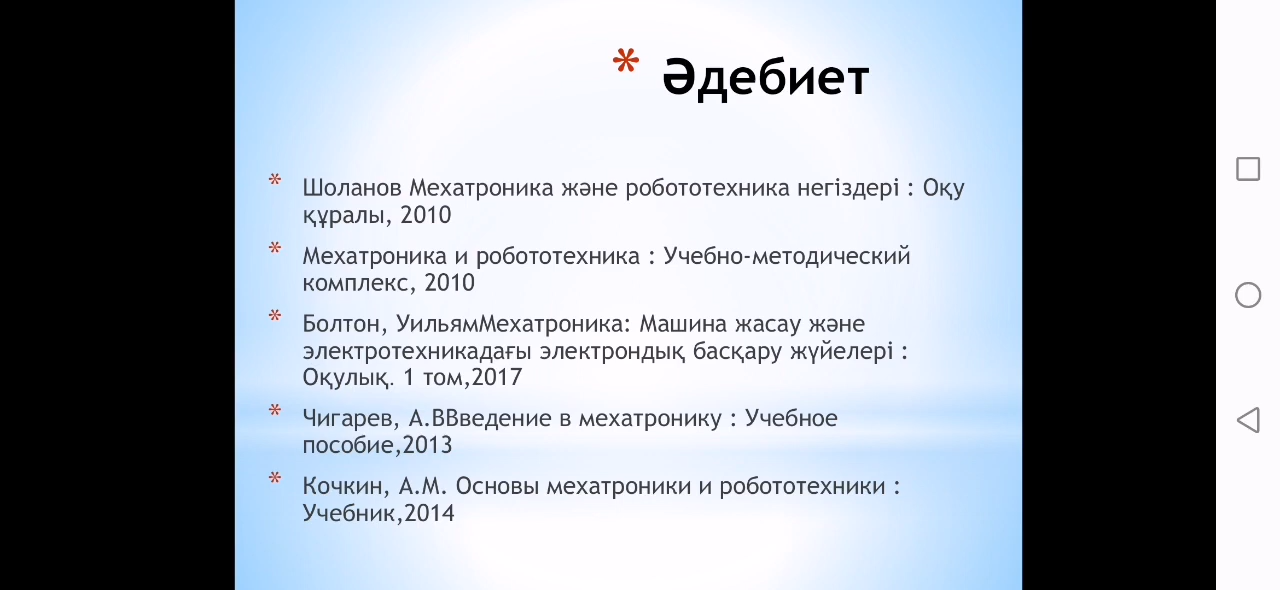 * Әдебиет
* Шоланов Мехатроника және робототехника негіздері : Оқу
құралы, 2010
* Мехатроника и робототехника : Учебно-методический
комплекс, 2010
* Болтон, УильямМехатроника: Машина жасау және
электротехникадағы электрондық басқару жүйелері :
Оқулық. 1 том,2017
* Чигарев, А.ВВведение в мехатронику : Учебное
пособие,2013
* Кочкин, А.М. Основы мехатроники и робототехники :
Учебник,2014